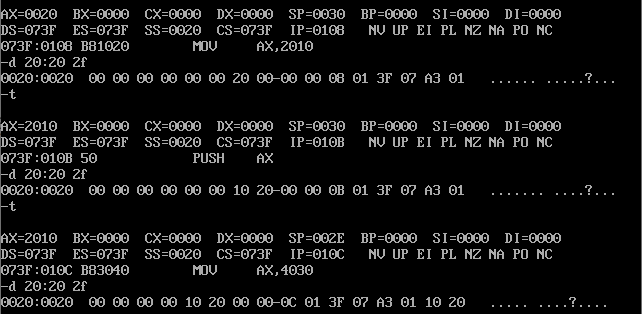 AX=0020  BX=0000  CX=0000  DX=0000  SP=0030  BP=0000  SI=0000  DI=0000
DS=073F  ES=073F  SS=0020  CS=073F  IP=0108   NV UP EI PL NZ NA PO NC
073F:0108 B81020        MOV     AX,2010
-d 20:20 2f
0020:0020  00 00 00 00 00 00 20 00-00 00 08 01 3F 07 A3 01   ...... .....?...
-t

AX=2010  BX=0000  CX=0000  DX=0000  SP=0030  BP=0000  SI=0000  DI=0000
DS=073F  ES=073F  SS=0020  CS=073F  IP=010B   NV UP EI PL NZ NA PO NC
073F:010B 50            PUSH    AX
-d 20:20 2f
0020:0020  00 00 00 00 00 00 10 20-00 00 0B 01 3F 07 A3 01   ....... ....?...
-t

AX=2010  BX=0000  CX=0000  DX=0000  SP=002E  BP=0000  SI=0000  DI=0000
DS=073F  ES=073F  SS=0020  CS=073F  IP=010C   NV UP EI PL NZ NA PO NC
073F:010C B83040        MOV     AX,4030
-d 20:20 2f
0020:0020  00 00 00 00 10 20 00 00-0C 01 3F 07 A3 01 10 20   ..... ....?....